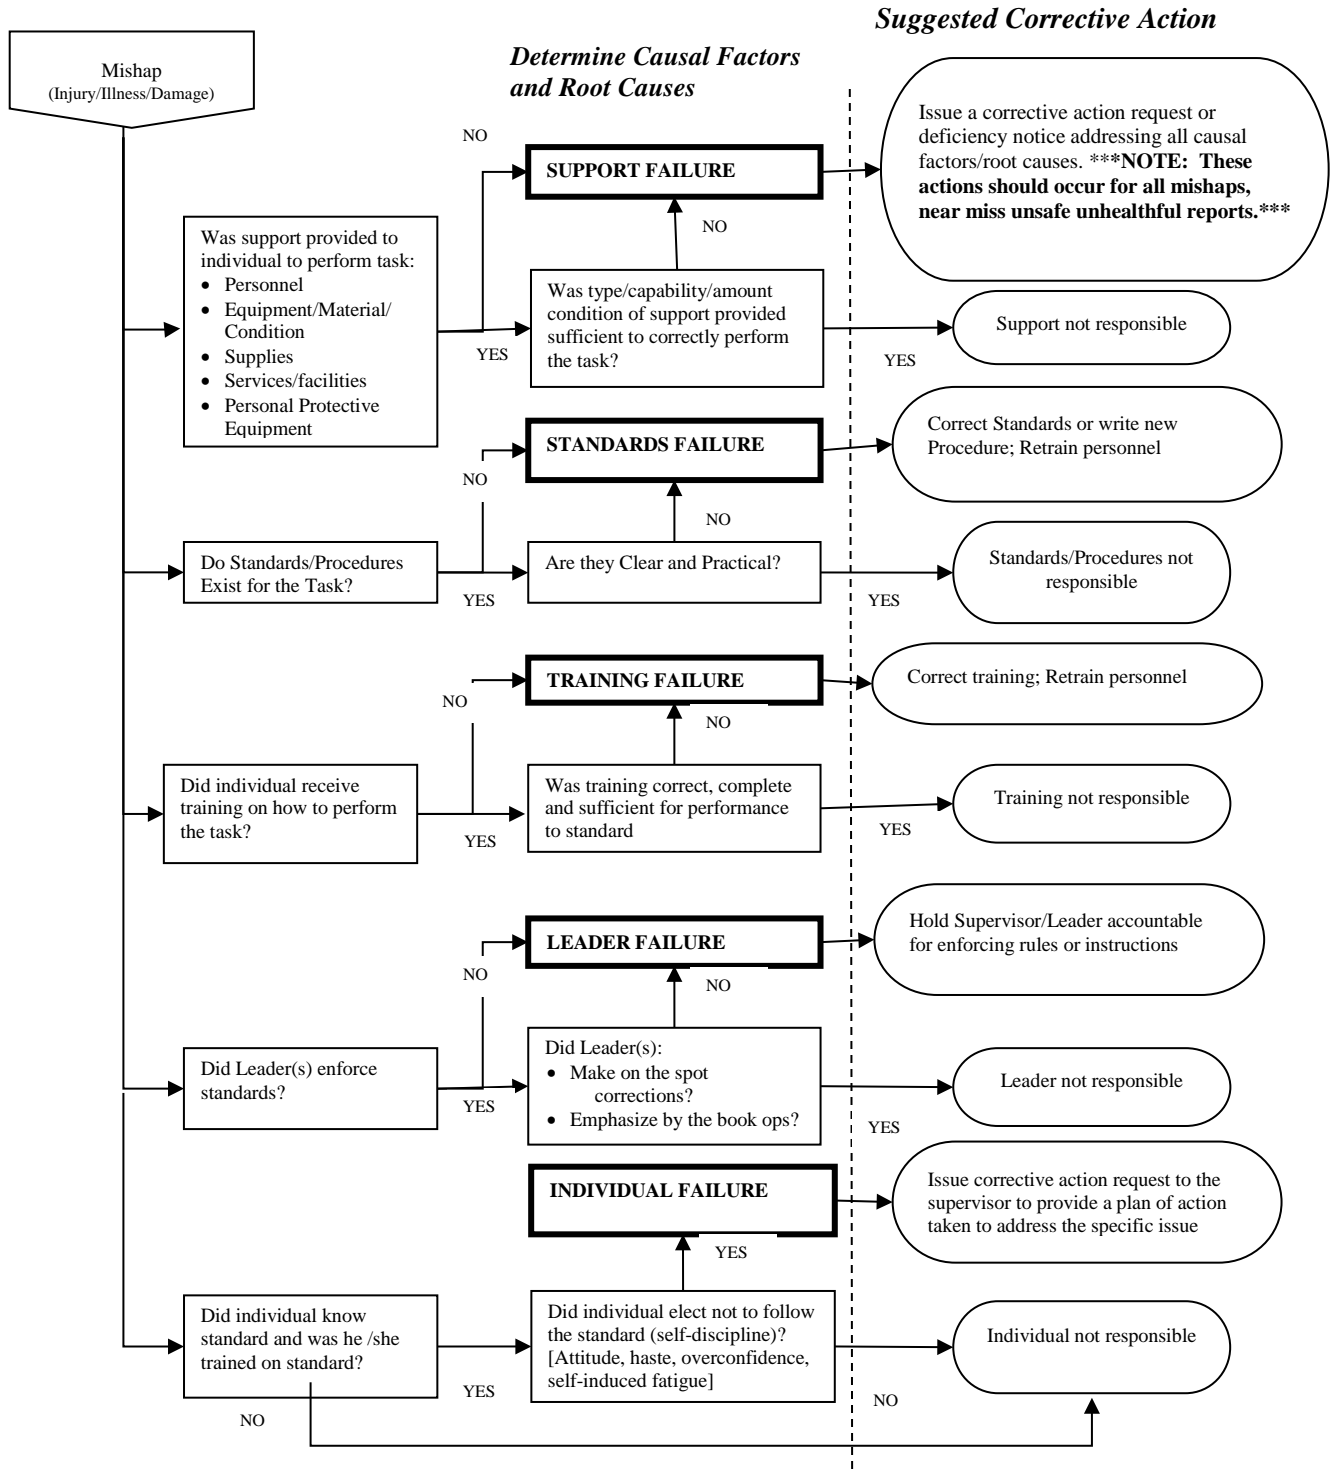 Suggested Corrective Action
Determine Causal Factors
and Root Causes
Mishap
(Injury/Illness/Damage)
NO
SUPPORT FAILURE
Issue a corrective action request or
deficiency notice addressing all causal
factors/root causes. ***NOTE:  These
actions should occur for all mishaps,
near miss unsafe unhealthful reports.***
NO
Was support provided to
individual to perform task:
• Personnel
• Equipment/Material/
Condition
• Supplies
• Services/facilities
• Personal Protective
Equipment
YES
Was type/capability/amount
condition of support provided
sufficient to correctly perform
the task?
YES
Support not responsible
NO
STANDARDS FAILURE
Correct Standards or write new
Procedure; Retrain personnel
NO
Do Standards/Procedures
Exist for the Task?
YES
Are they Clear and Practical?
YES
Standards/Procedures not
responsible
NO
TRAINING FAILURE
Correct training; Retrain personnel
NO
Did individual receive
training on how to perform
the task?
YES
Was training correct, complete
and sufficient for performance
to standard
YES
Training not responsible
NO
LEADER FAILURE
Hold Supervisor/Leader accountable
for enforcing rules or instructions
NO
Did Leader(s) enforce
standards?
YES
Did Leader(s):
• Make on the spot
corrections?
• Emphasize by the book ops?
YES
Leader not responsible
INDIVIDUAL FAILURE
Issue corrective action request to the
supervisor to provide a plan of action
taken to address the specific issue
YES
Did individual know
standard and was he /she
trained on standard?
YES
NO
Did individual elect not to follow
the standard (self-discipline)?
[Attitude, haste, overconfidence,
self-induced fatigue]
NO
Individual not responsible